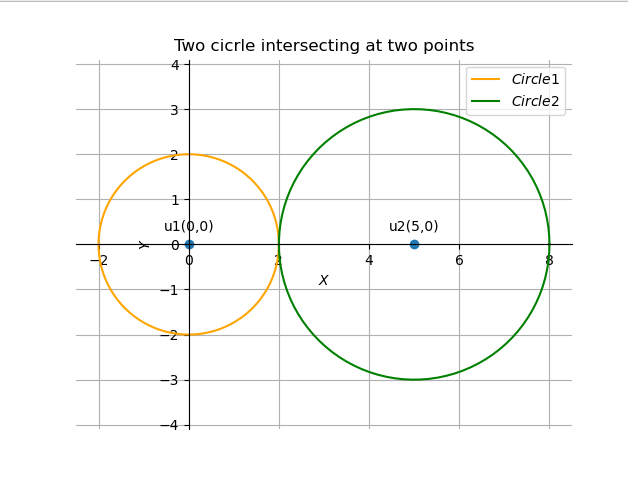 Two cicrle intersecting at two points
Circle1
Circle2
4
3
2
1
0
−1
−2
−3
−4
u1(0,0)
u2(5,0)
Y
−2
0
2
4
6
8
X